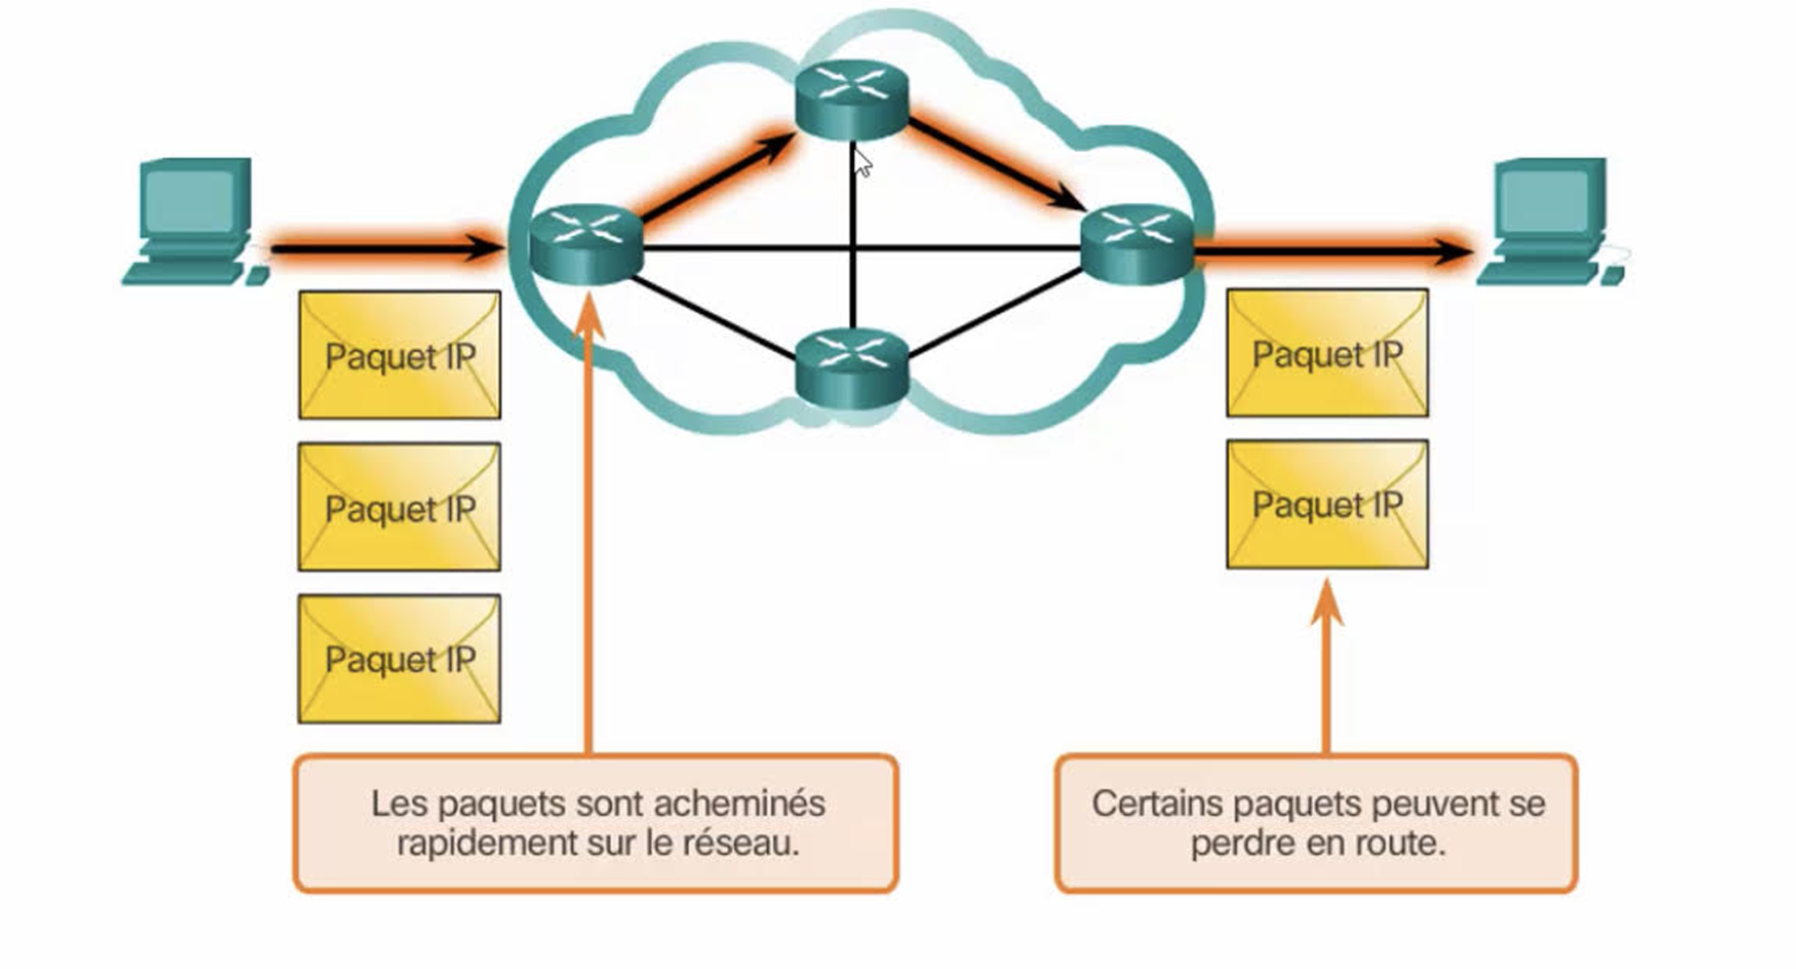 Paquet IP
Paquet IP
Paquet IP
Paquet IP
Paquet IP
Les paquets sont acheminés
rapidement sur le réseau.
Certains paquets peuvent se
perdre en route.